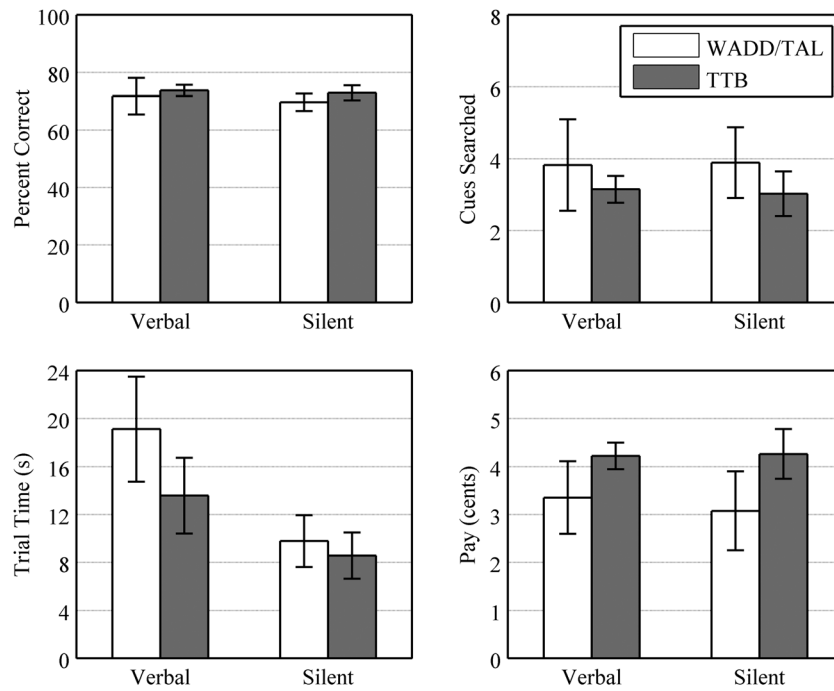 Percent Correct
100
80
60
40
20
0
Verbal Silent
Cues Searched
8
6
4
2
0
WADD/TAL
TTB
Verbal Silent
Trial Time (s)
24
20
16
12
8
4
0
Verbal Silent
Pay (cents)
6
5
4
3
2
1
0
Verbal Silent